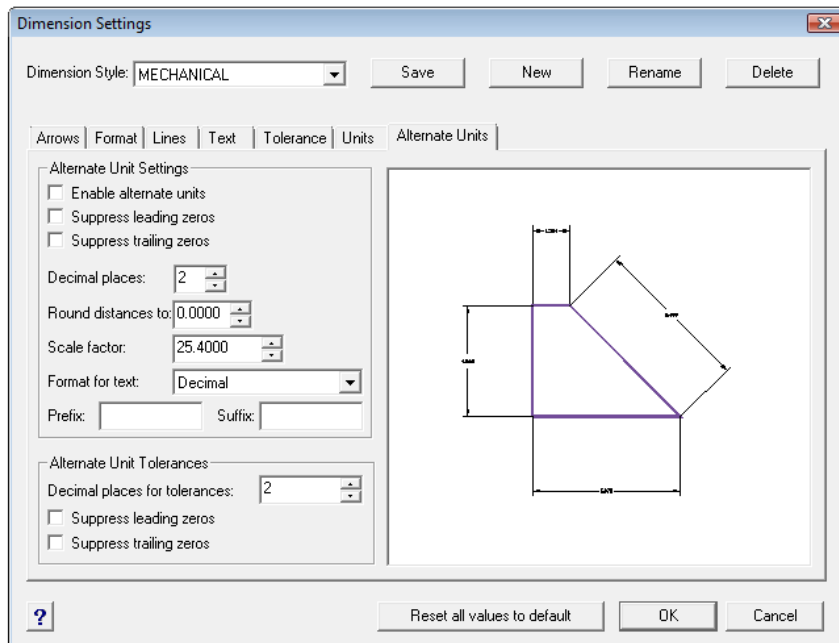 Dimension Settings
Dimension Style: MECHANICAL Save New Rename Delete
Arrows Format Lines Text Tolerance Units Alternate Units
Alternate Unit Settings
Enable alternate units
Suppress leading zeros
Suppress trailing zeros
Decimal places: 2
Round distances to: 0.0000
Scale factor: 25.4000
Format for text: Decimal
Prefix: Suffix:
Alternate Unit Tolerances
Decimal places for tolerances: 2
Suppress leading zeros
Suppress trailing zeros
? Reset all values to default OK Cancel